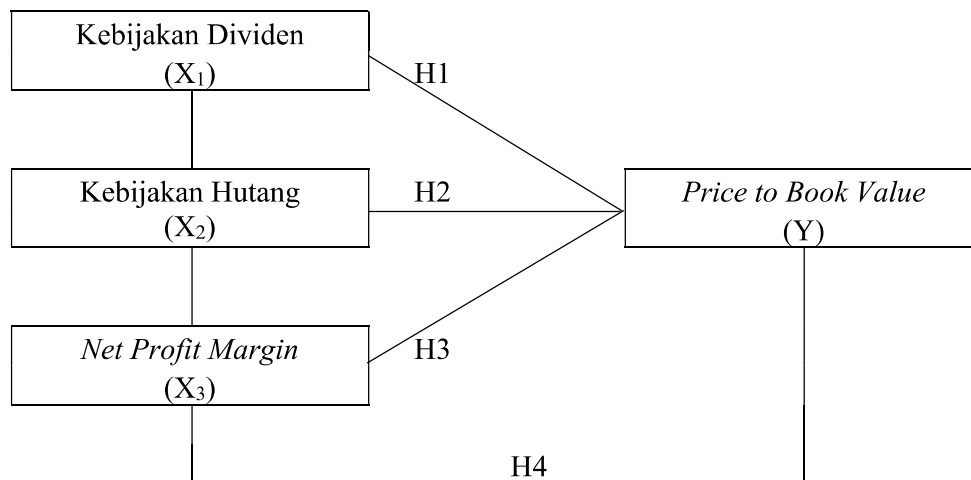 Kebijakan Dividen
(X₁)
H1
Kebijakan Hutang
(X₂)
H2
Price to Book Value
(Y)
Net Profit Margin
(X₃)
H3
H4